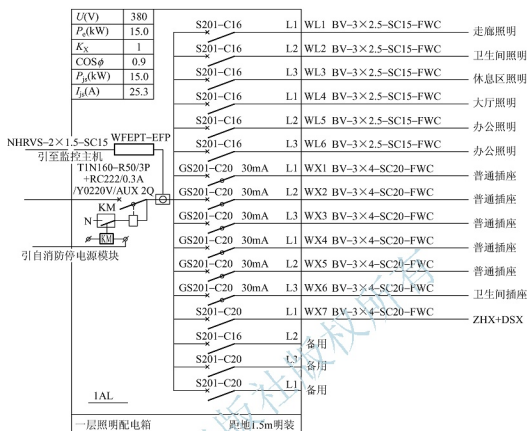 U(V) 380
Pe(kW) 15.0
KX 1
COSϕ 0.9
Pjs(kW) 15.0
Ijs(A) 25.3
S201-C16 L1 WL1 BV-3×2.5-SC15-FWC 走廊照明
S201-C16 L2 WL2 BV-3×2.5-SC15-FWC 卫生间照明
S201-C16 L3 WL3 BV-3×2.5-SC15-FWC 休息区照明
S201-C16 L1 WL4 BV-3×2.5-SC15-FWC 大厅照明
S201-C16 L2 WL5 BV-3×2.5-SC15-FWC 办公照明
S201-C16 L3 WL6 BV-3×2.5-SC15-FWC 办公照明
NHRVS-2×1.5-SC15 WFEPT-EFP
引至监控主机
T1N160-R50/3P
+RC222/0.3A
/Y0220V/AUX 2Q
KM
N
KM
引自消防停电源模块
GS201-C20 30mA L1 WX1 BV-3×4-SC20-FWC 普通插座
GS201-C20 30mA L2 WX2 BV-3×4-SC20-FWC 普通插座
GS201-C20 30mA L3 WX3 BV-3×4-SC20-FWC 普通插座
GS201-C20 30mA L1 WX4 BV-3×4-SC20-FWC 普通插座
GS201-C20 30mA L2 WX5 BV-3×4-SC20-FWC 普通插座
GS201-C20 30mA L3 WX6 BV-3×4-SC20-FWC 卫生间插座
S201-C20 L1 WX7 BV-3×4-SC20-FWC ZHX+DSX
S201-C16 L2 备用
S201-C20 L3 备用
S201-C20 L1 备用
1AL
一层照明配电箱 距地1.5m明装
版社版权所有